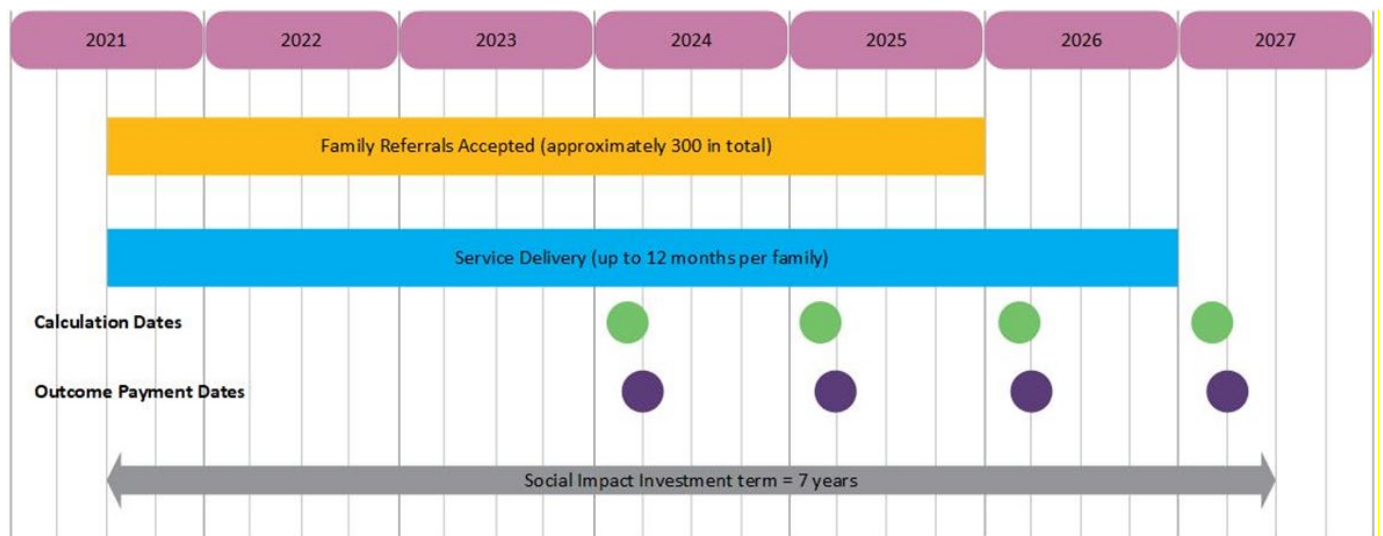 2021
2022
2023
2024
2025
2026
2027
Family Referrals Accepted (approximately 300 in total)
Service Delivery (up to 12 months per family)
Calculation Dates
Outcome Payment Dates
Social Impact Investment term = 7 years